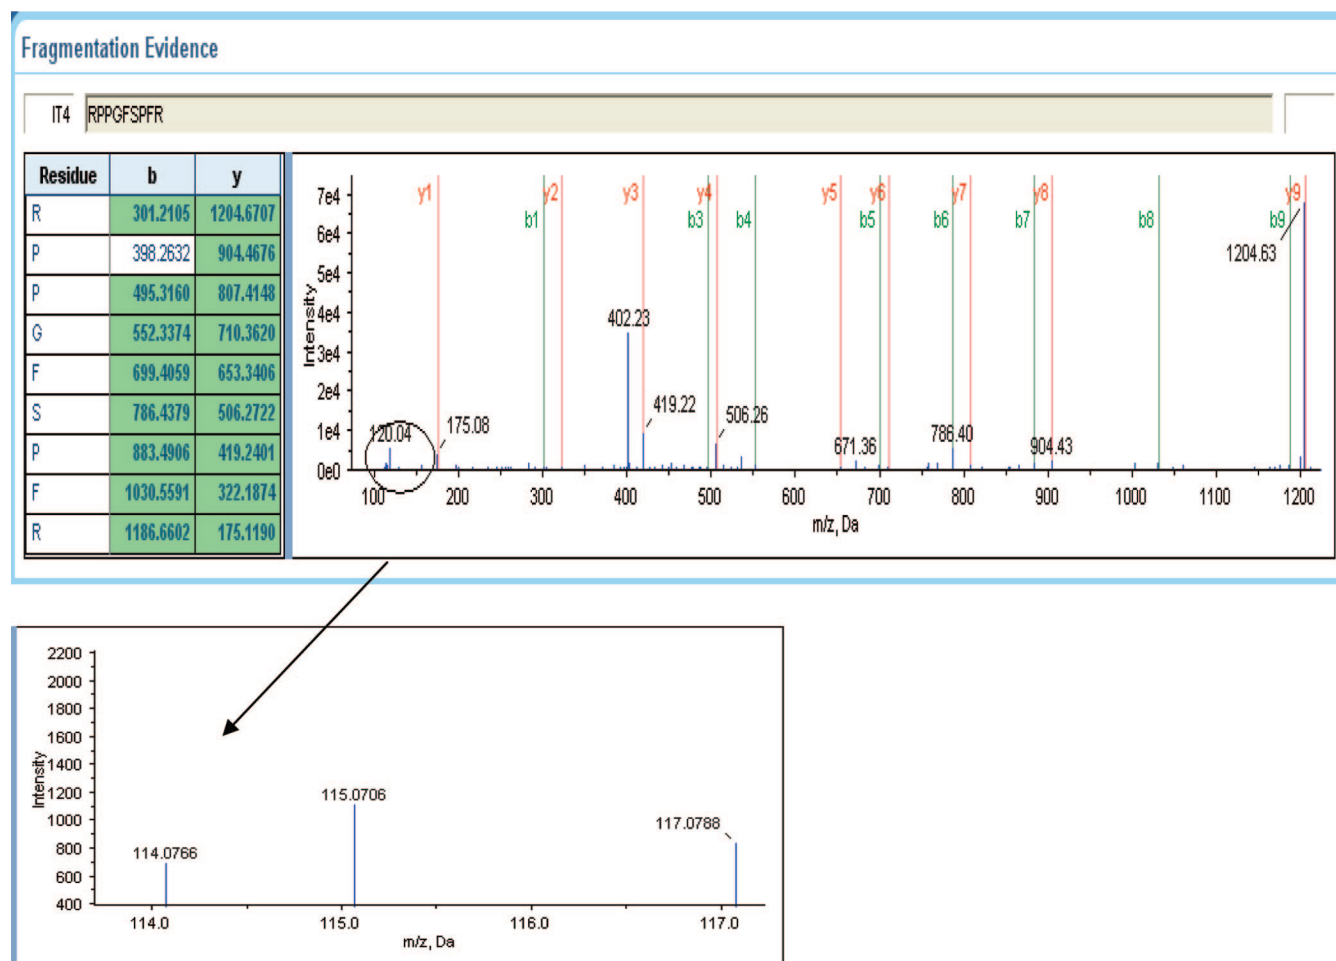 Fragmentation Evidence
IT4 RPPGFSPFR
Residue b y
R 301.2105 1204.6707
P 398.2632 904.4676
P 495.3160 807.4148
G 552.3374 710.3620
F 699.4059 653.3406
S 786.4379 506.2722
P 883.4906 419.2401
F 1030.5591 322.1874
R 1186.6602 175.1190
y1 y2 y3 y4 y5 y6 y7 y8 y9
b1 b3 b4 b5 b6 b7 b8 b9
7e4
6e4
5e4
4e4
3e4
2e4
1e4
0e0
Intensity
1204.63
402.23
419.22
506.26
120.04
175.08
671.36
786.40
904.43
100 200 300 400 500 600 700 800 900 1000 1100 1200
m/z, Da
2200
2000
1800
1600
1400
1200
1000
800
600
400
Intensity
115.0706
117.0788
114.0766
114.0 115.0 116.0 117.0
m/z, Da